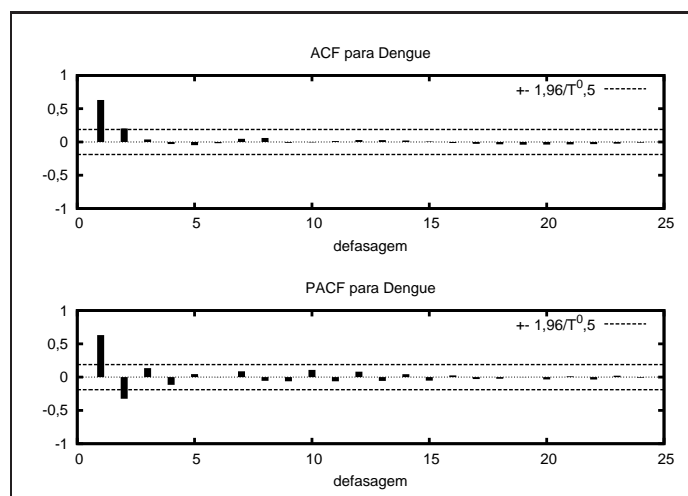 ACF para Dengue
1
+- 1,96/T^0,5
0,5
0
-0,5
-1
0 5 10 15 20 25
defasagem
PACF para Dengue
1
+- 1,96/T^0,5
0,5
0
-0,5
-1
0 5 10 15 20 25
defasagem